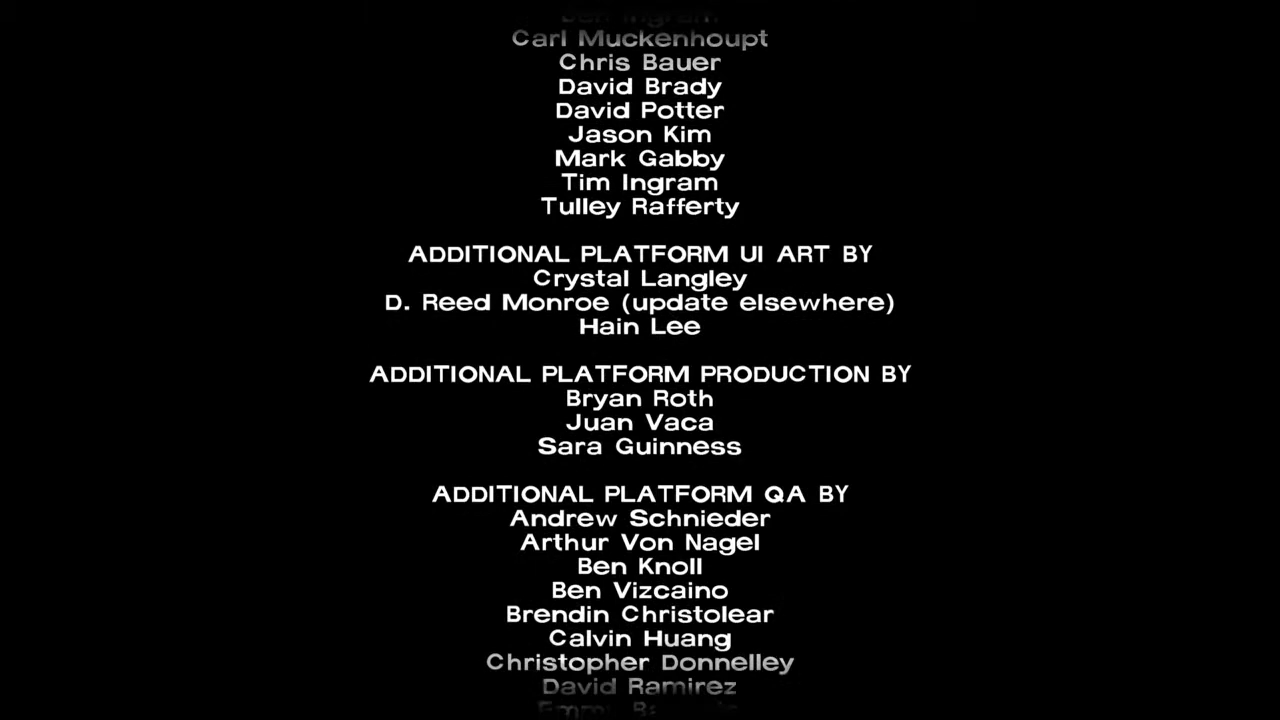 Ben Ingram
Carl Muckenhoupt
Chris Bauer
David Brady
David Potter
Jason Kim
Mark Gabby
Tim Ingram
Tulley Rafferty
ADDITIONAL PLATFORM UI ART BY
Crystal Langley
D. Reed Monroe (update elsewhere)
Hain Lee
ADDITIONAL PLATFORM PRODUCTION BY
Bryan Roth
Juan Vaca
Sara Guinness
ADDITIONAL PLATFORM QA BY
Andrew Schnieder
Arthur Von Nagel
Ben Knoll
Ben Vizcaino
Brendin Christolear
Calvin Huang
Christopher Donnelley
David Ramirez